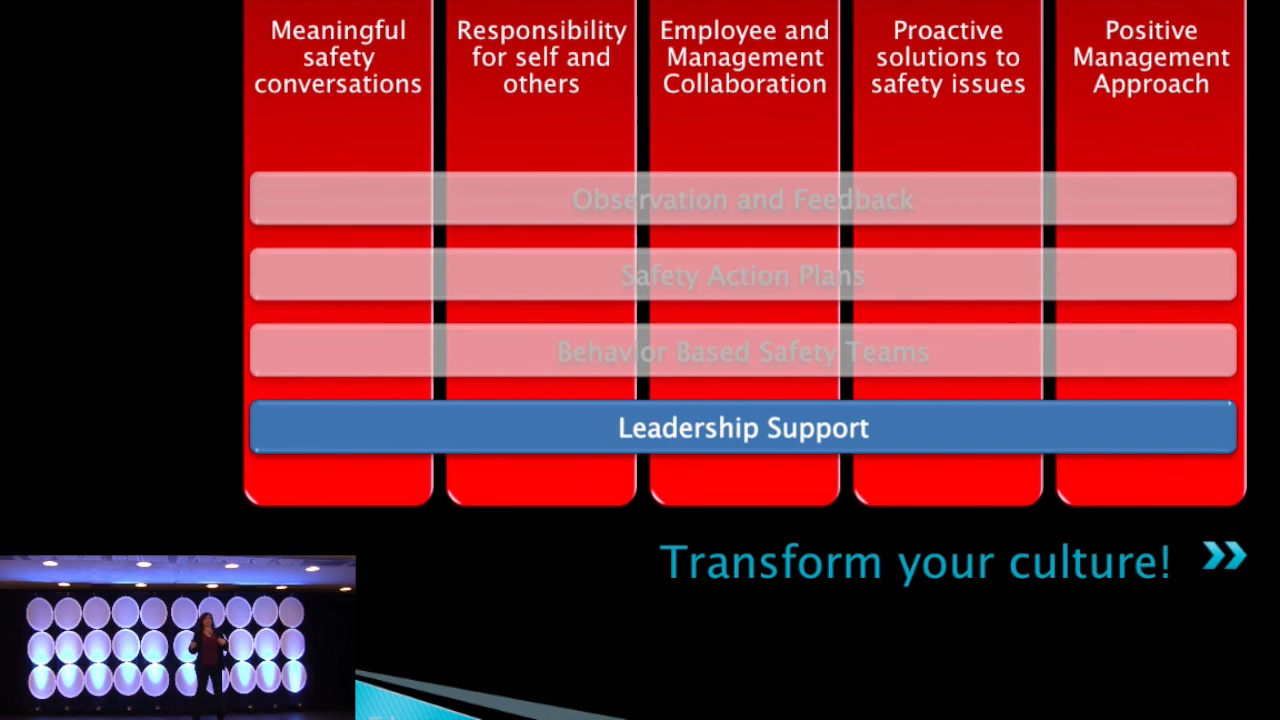 Meaningful
safety
conversations
Responsibility
for self and
others
Employee and
Management
Collaboration
Proactive
solutions to
safety issues
Positive
Management
Approach
Observation and Feedback
Safety Action Plans
Behavior Based Safety Teams
Leadership Support
Transform your culture!